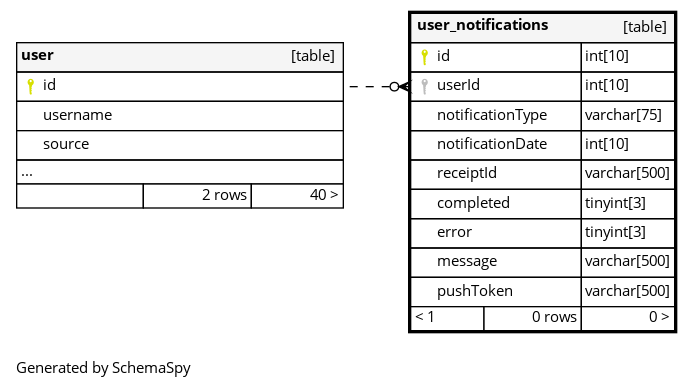 user [table]
id
username
source
...
2 rows 40 >
user_notifications [table]
id int[10]
userId int[10]
notificationType varchar[75]
notificationDate int[10]
receiptId varchar[500]
completed tinyint[3]
error tinyint[3]
message varchar[500]
pushToken varchar[500]
< 1 0 rows 0 >
Generated by SchemaSpy